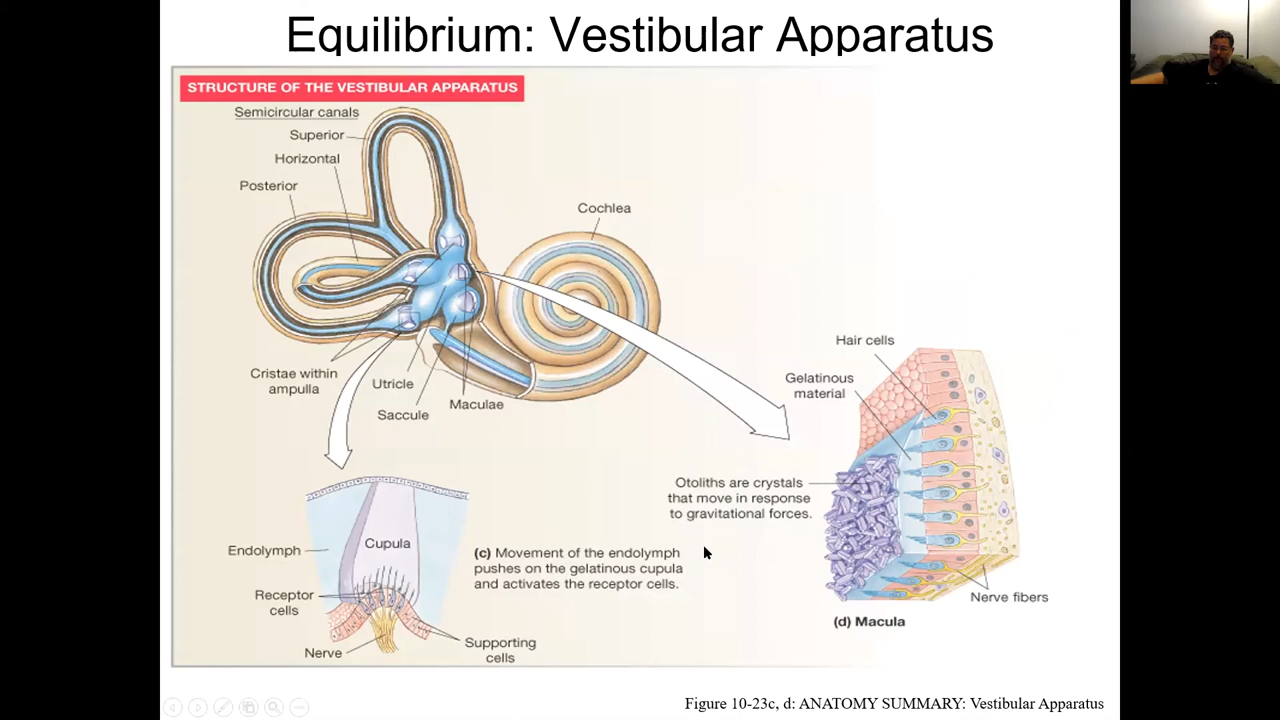 Equilibrium: Vestibular Apparatus
STRUCTURE OF THE VESTIBULAR APPARATUS
Semicircular canals
Superior
Horizontal
Posterior
Cochlea
Cristae within
ampulla
Utricle
Saccule
Maculae
Hair cells
Gelatinous
material
Otoliths are crystals
that move in response
to gravitational forces.
Nerve fibers
(d) Macula
Endolymph
Cupula
Receptor
cells
Nerve
Supporting
cells
(c) Movement of the endolymph
pushes on the gelatinous cupula
and activates the receptor cells.
Figure 10-23c, d: ANATOMY SUMMARY: Vestibular Apparatus